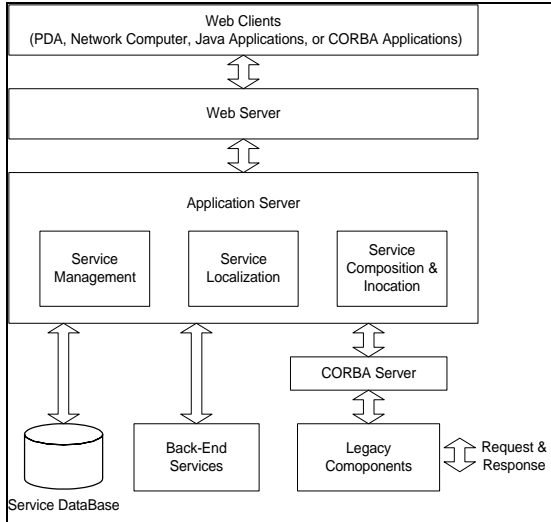 Web Clients
(PDA, Network Computer, Java Applications, or CORBA Applications)
Web Server
Application Server
Service
Management
Service
Localization
Service
Composition &
Inocation
CORBA Server
Back-End
Services
Legacy
Comoponents
Request &
Response
Service DataBase